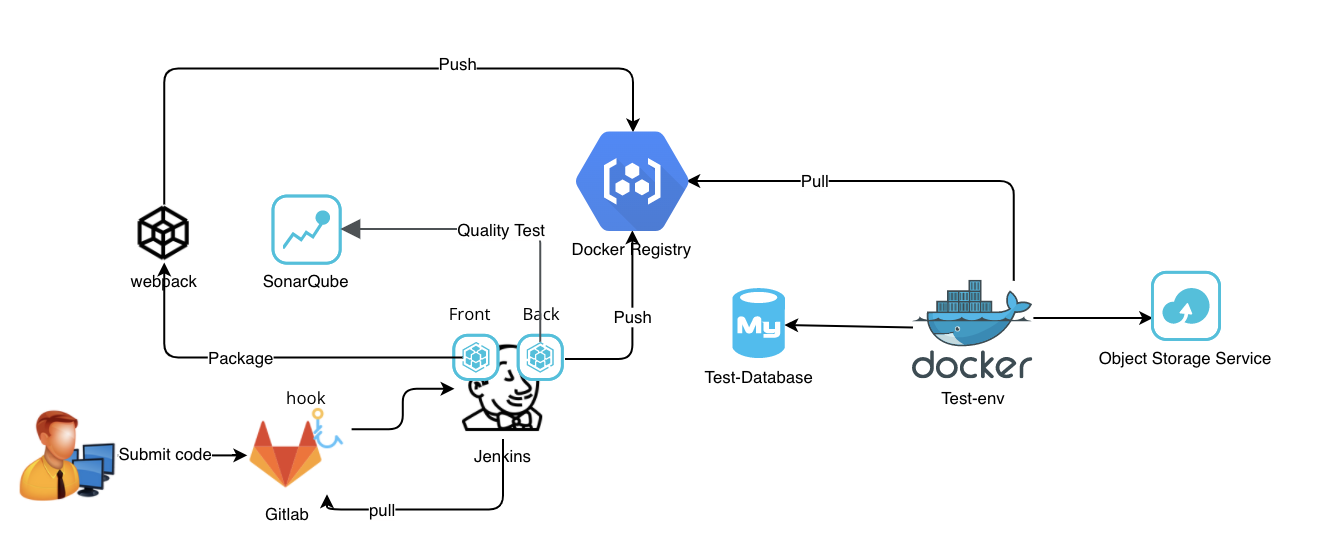 Push
Pull
Quality Test
Docker Registry
webpack
SonarQube
Front
Back
Push
My
Package
docker
Object Storage Service
Test-Database
Test-env
hook
Submit code
Jenkins
Gitlab
pull